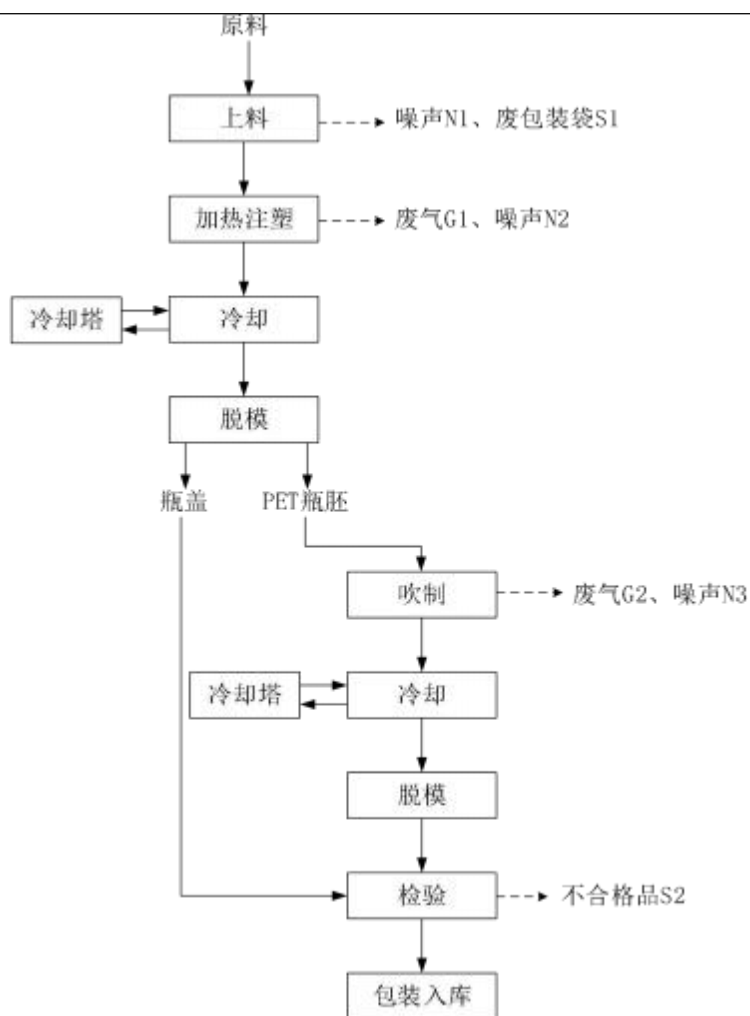 原料
上料
噪声N1、废包装袋S1
加热注塑
废气G1、噪声N2
冷却塔
冷却
脱模
瓶盖
PET瓶胚
吹制
废气G2、噪声N3
冷却塔
冷却
脱模
检验
不合格品S2
包装入库